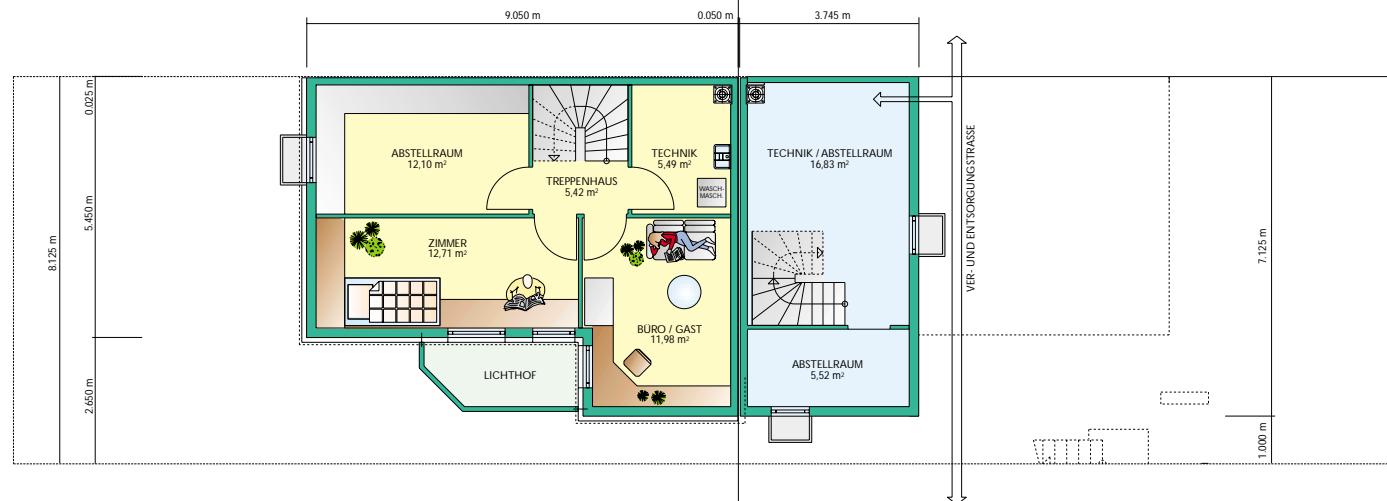 9.050 m
0.050 m
3.745 m
0.025 m
5.450 m
8.125 m
2.650 m
ABSTELLRAUM
12,10 m²
TREPPENHAUS
5,42 m²
TECHNIK
5,49 m²
WASCH-
MASCH.
TECHNIK / ABSTELLRAUM
16,83 m²
ZIMMER
12,71 m²
BÜRO / GAST
11,98 m²
LICHTHOF
ABSTELLRAUM
5,52 m²
VER- UND ENTSORGUNGSTRASSE
7.125 m
1.000 m